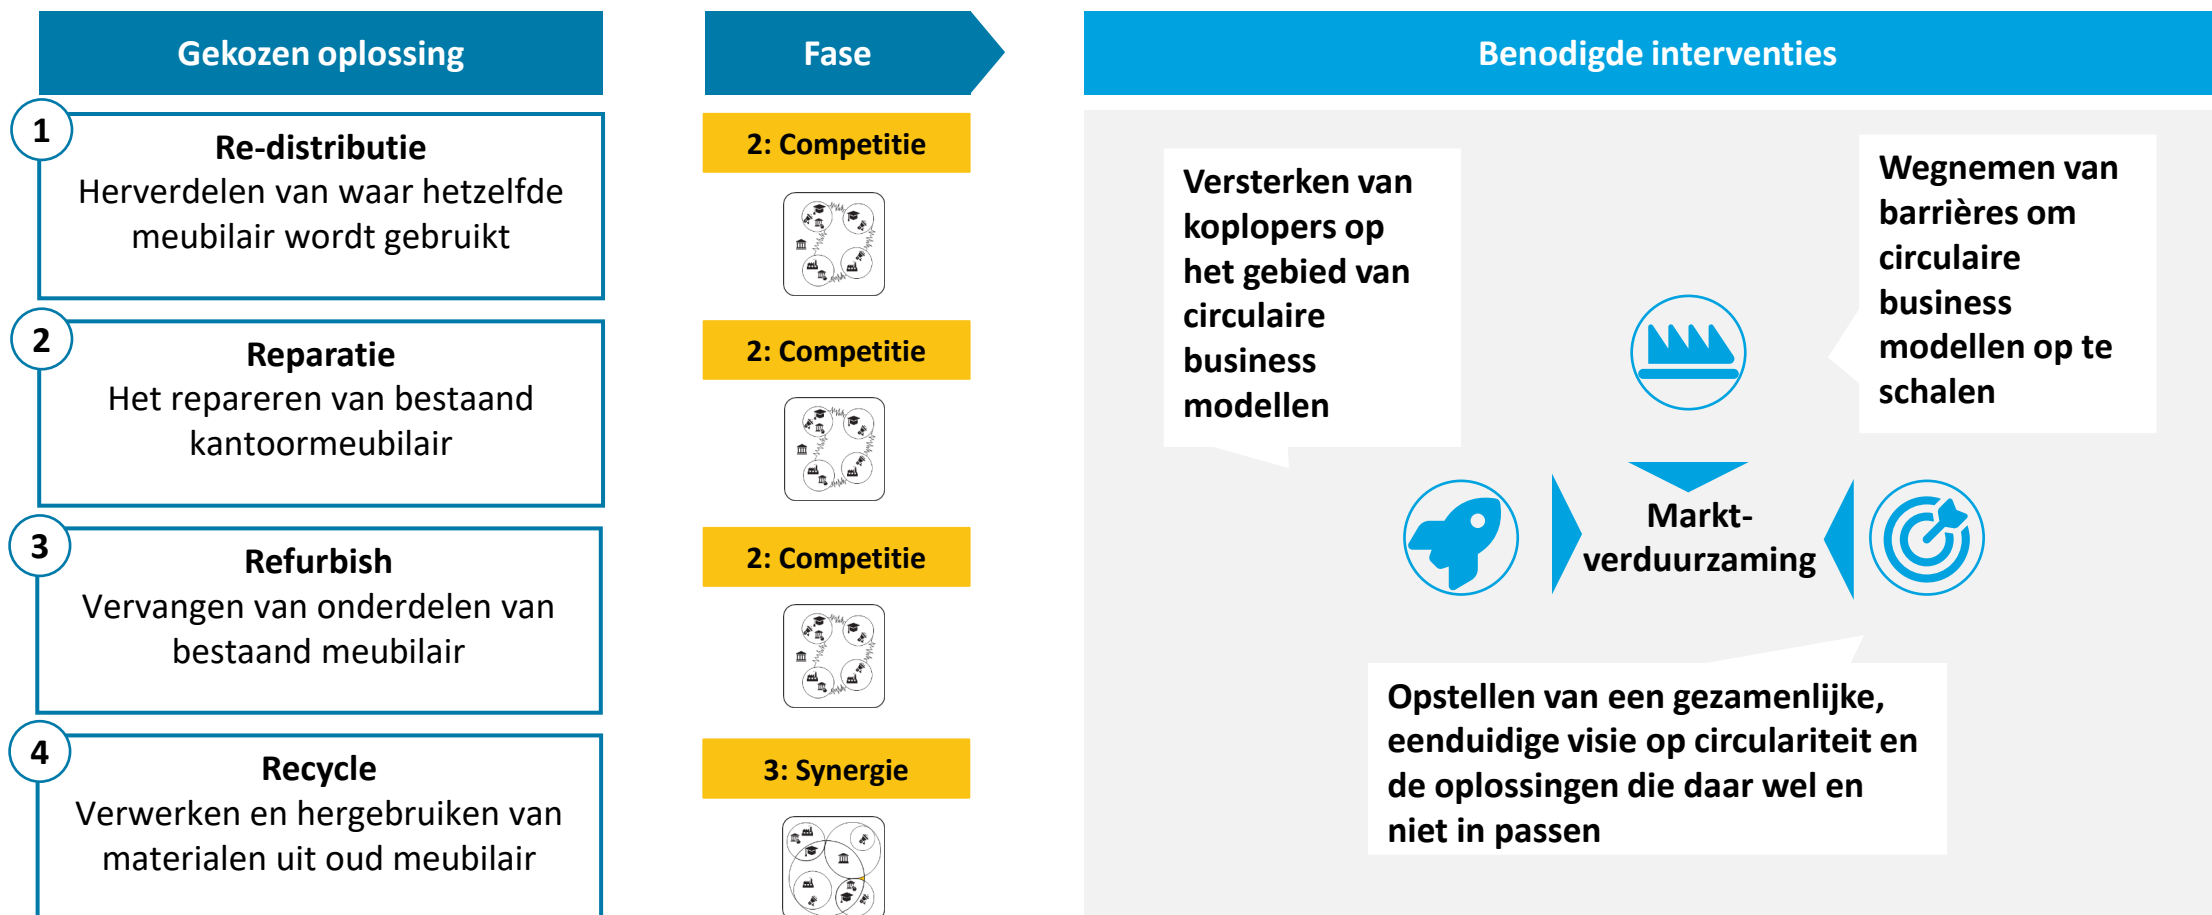 Gekozen oplossing
Fase
Benodigde interventies
1
Re-distributie
Herverdelen van waar hetzelfde
meubilair wordt gebruikt
2: Competitie
2
Reparatie
Het repareren van bestaand
kantoormeubilair
2: Competitie
3
Refurbish
Vervangen van onderdelen van
bestaand meubilair
2: Competitie
4
Recycle
Verwerken en hergebruiken van
materialen uit oud meubilair
3: Synergie
Versterken van
koplopers op
het gebied van
circulaire
business
modellen
Wegnemen van
barrières om
circulaire
business
modellen op te
schalen
Markt-
verduurzaming
Opstellen van een gezamenlijke,
eenduidige visie op circulariteit en
de oplossingen die daar wel en
niet in passen